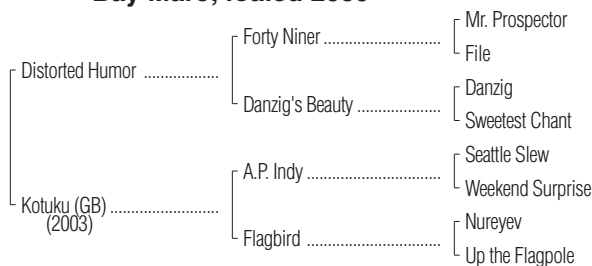 Bay Mare, foaled
Mr. Prospector
Forty Niner ............................
File
Distorted Humor ..................
Danzig
Danzig's Beauty ....................
Sweetest Chant
Seattle Slew
A.P. Indy ................................
Weekend Surprise
Kotuku (GB) ..........................
(2003)
Nureyev
Flagbird ................................
Up the Flagpole